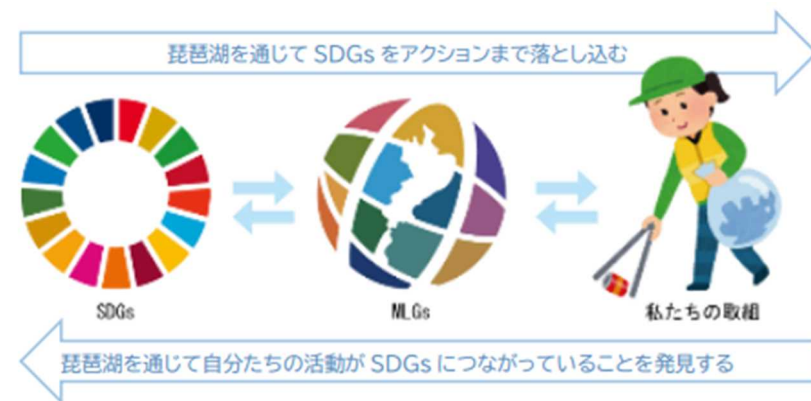 琵琶湖を通じて SDGs をアクションまで落とし込む
SDGs
MLGs
私たちの取組
琵琶湖を通じて自分たちの活動が SDGs につながっていることを発見する